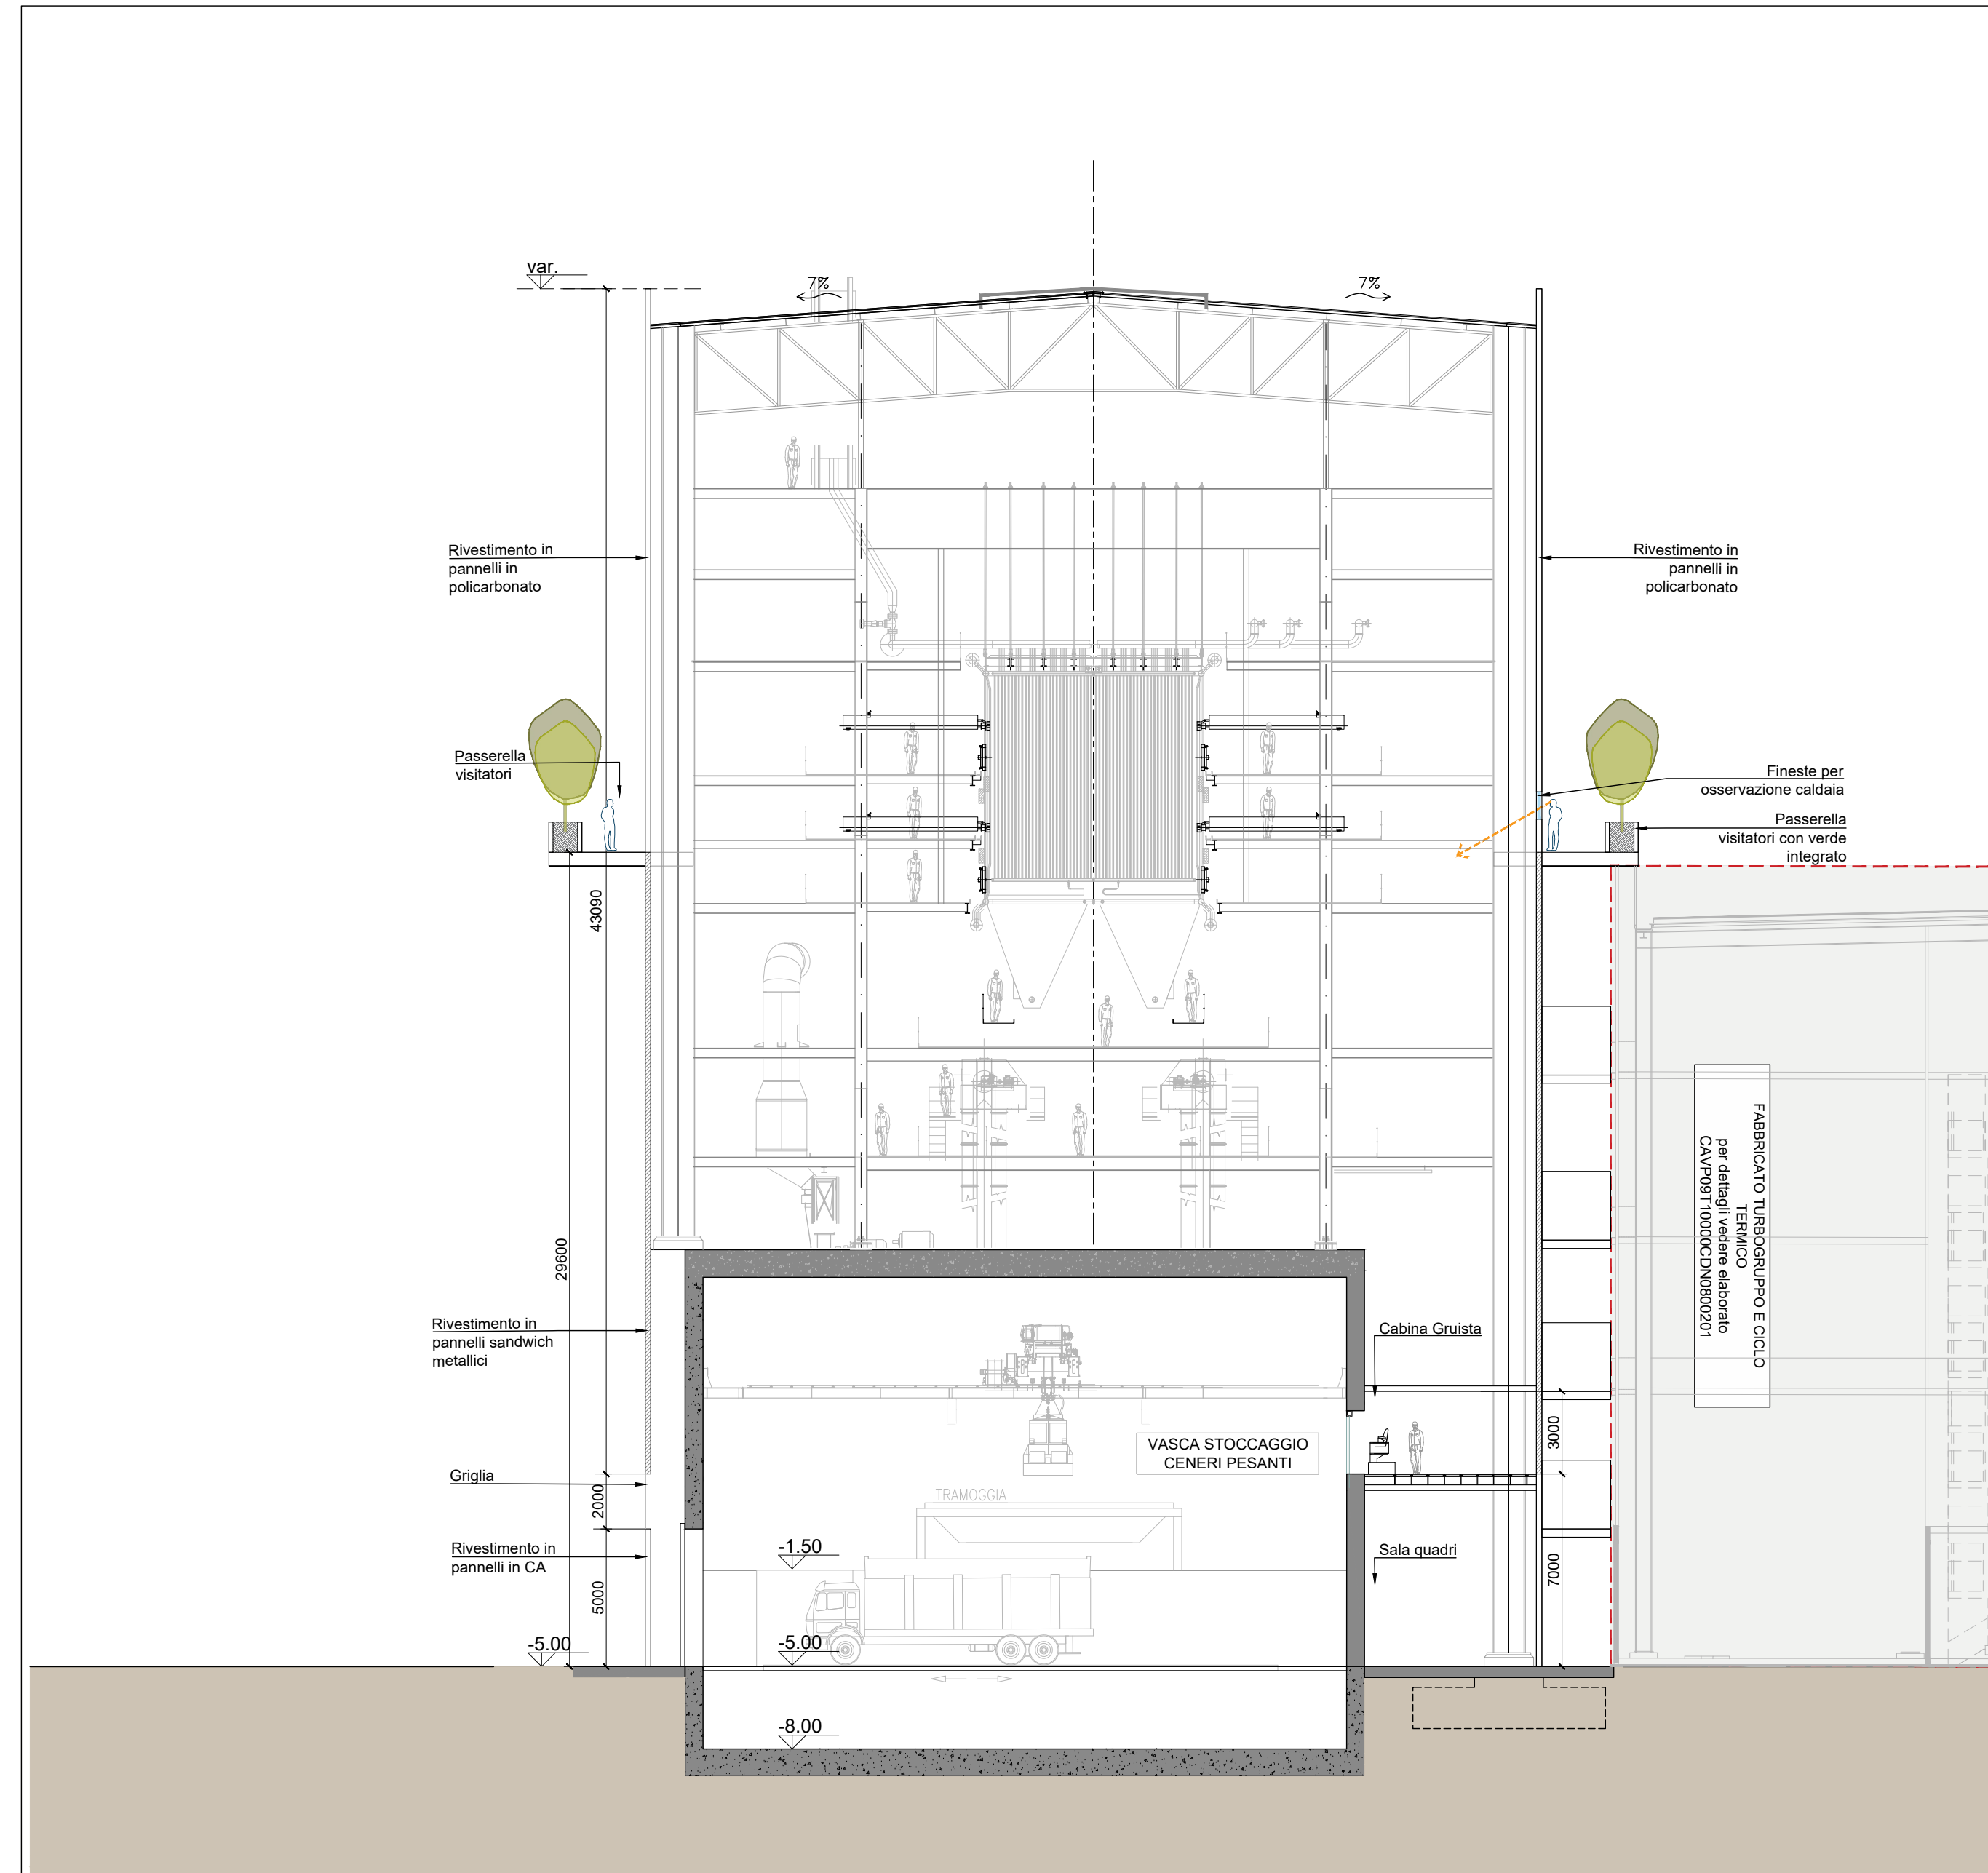 var.
7%
7%
Rivestimento in
pannelli in
policarbonato
Rivestimento in
pannelli in
policarbonato
Passerella
visitatori
Fineste per
osservazione caldaia
Passerella
visitatori con verde
integrato
43090
29600
FABBRICATO TURBOGRUPPO E CICLO
TERMICO
per dettagli vedere elaborato
CAVP09T10000CDN0800201
Rivestimento in
pannelli sandwich
metallici
Cabina Gruista
3000
VASCA STOCCAGGIO
CENERI PESANTI
Griglia
2000
TRAMOGGIA
-1.50
Rivestimento in
pannelli in CA
Sala quadri
7000
5000
-5.00
-5.00
-8.00